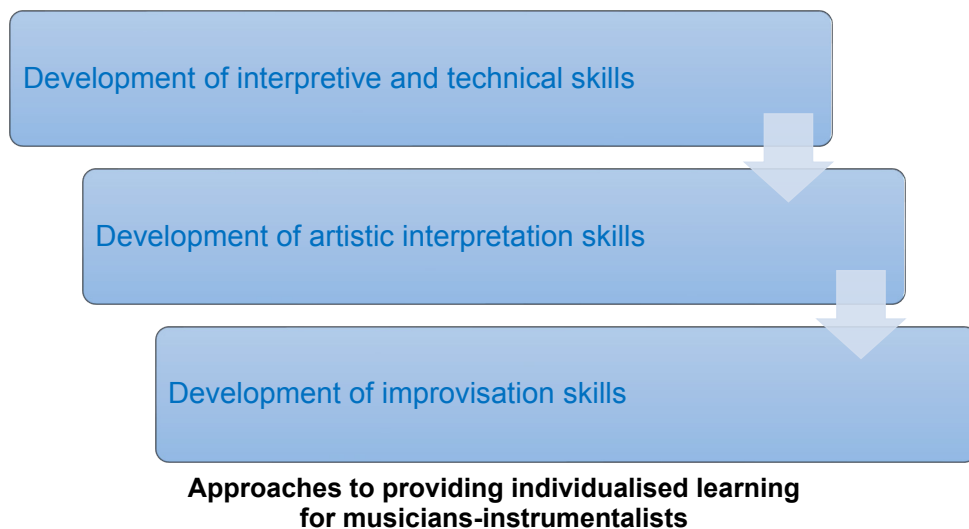 Development of interpretive and technical skills
Development of artistic interpretation skills
Development of improvisation skills
Approaches to providing individualised learning
for musicians-instrumentalists